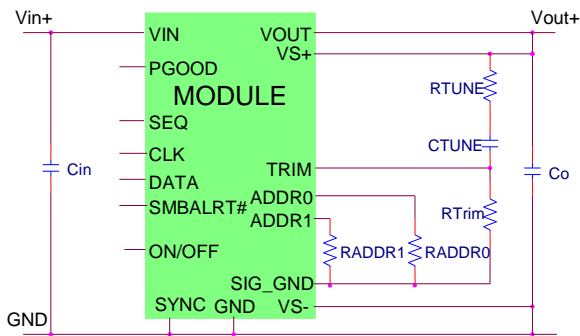 Vin+
Vout+
VIN
VOUT
VS+
PGOOD
RTUNE
MODULE
SEQ
CTUNE
CLK
TRIM
Cin
DATA
Co
ADDR0
SMBALRT#
RTrim
ADDR1
ON/OFF
RADDR1
RADDR0
SIG_GND
SYNC
GND
VS-
GND